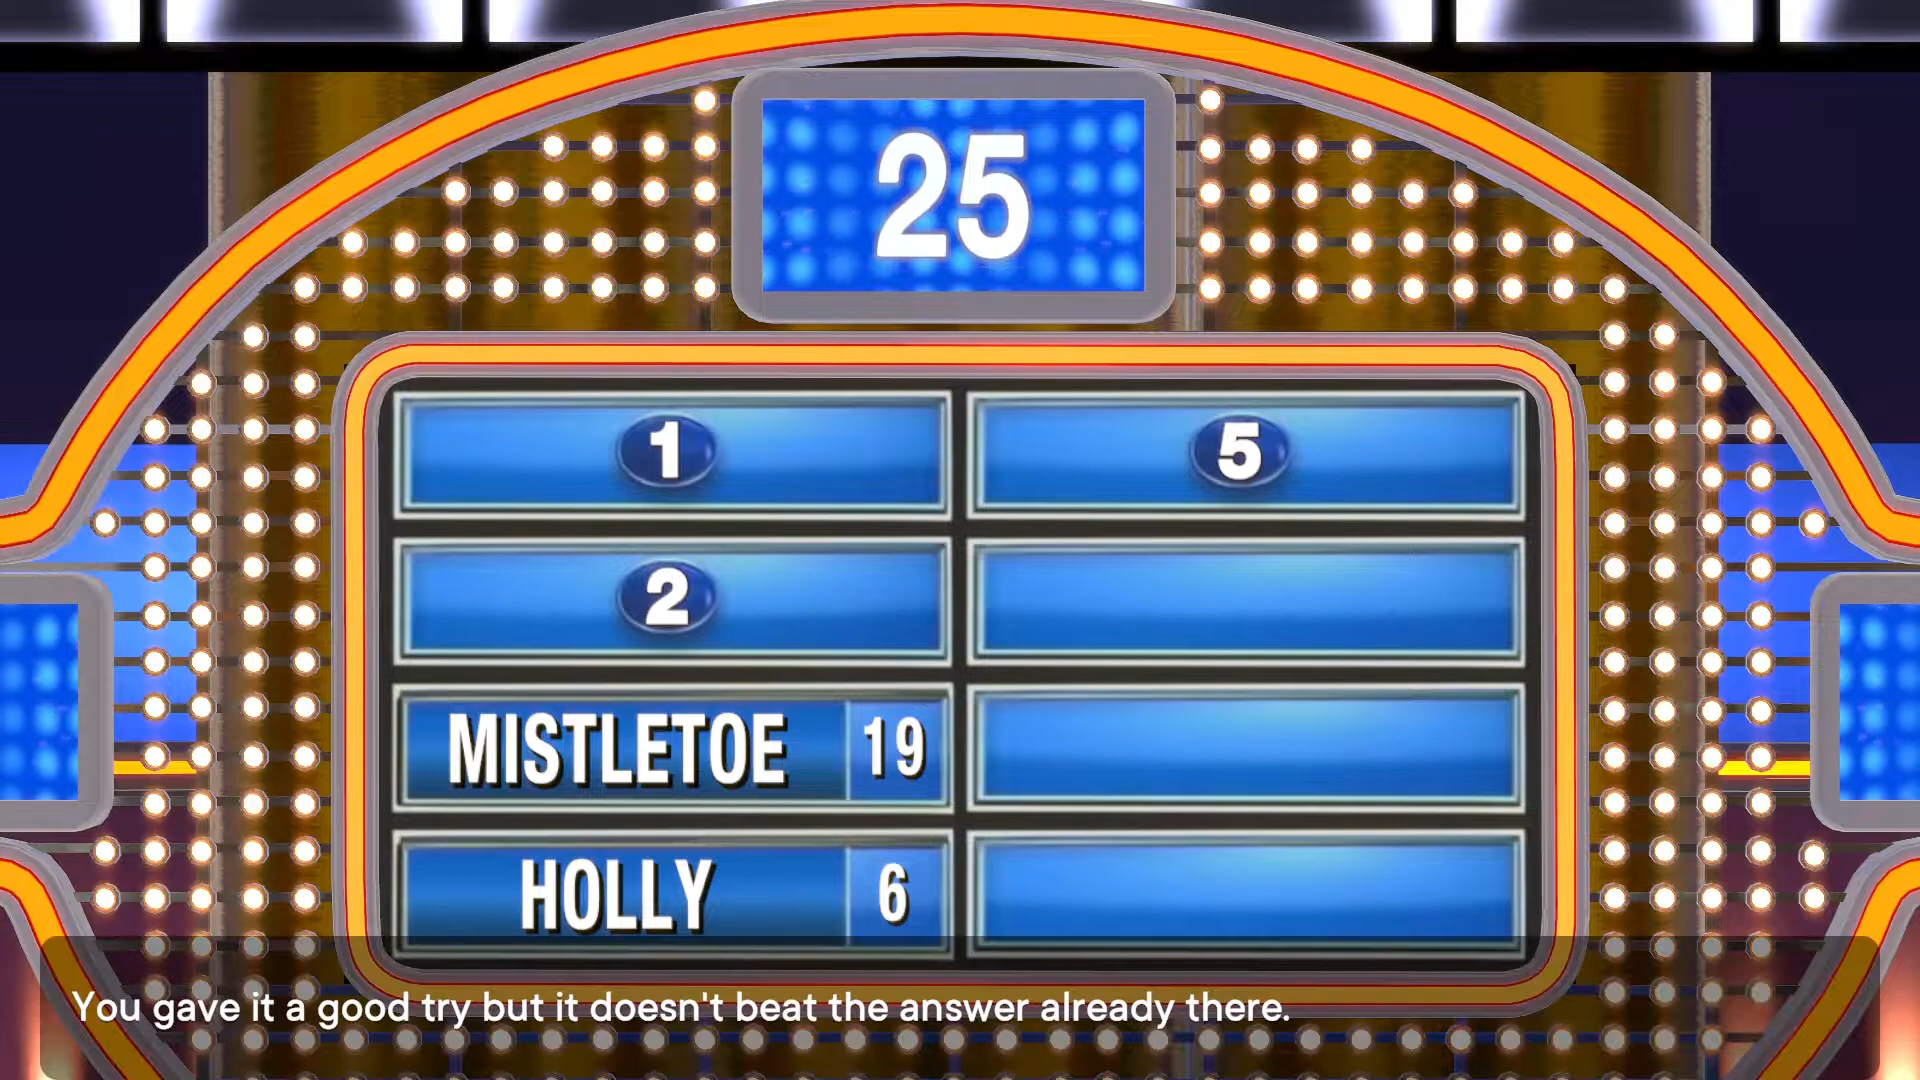 25
1
5
2
MISTLETOE 19
HOLLY 6
You gave it a good try but it doesn't beat the answer already there.